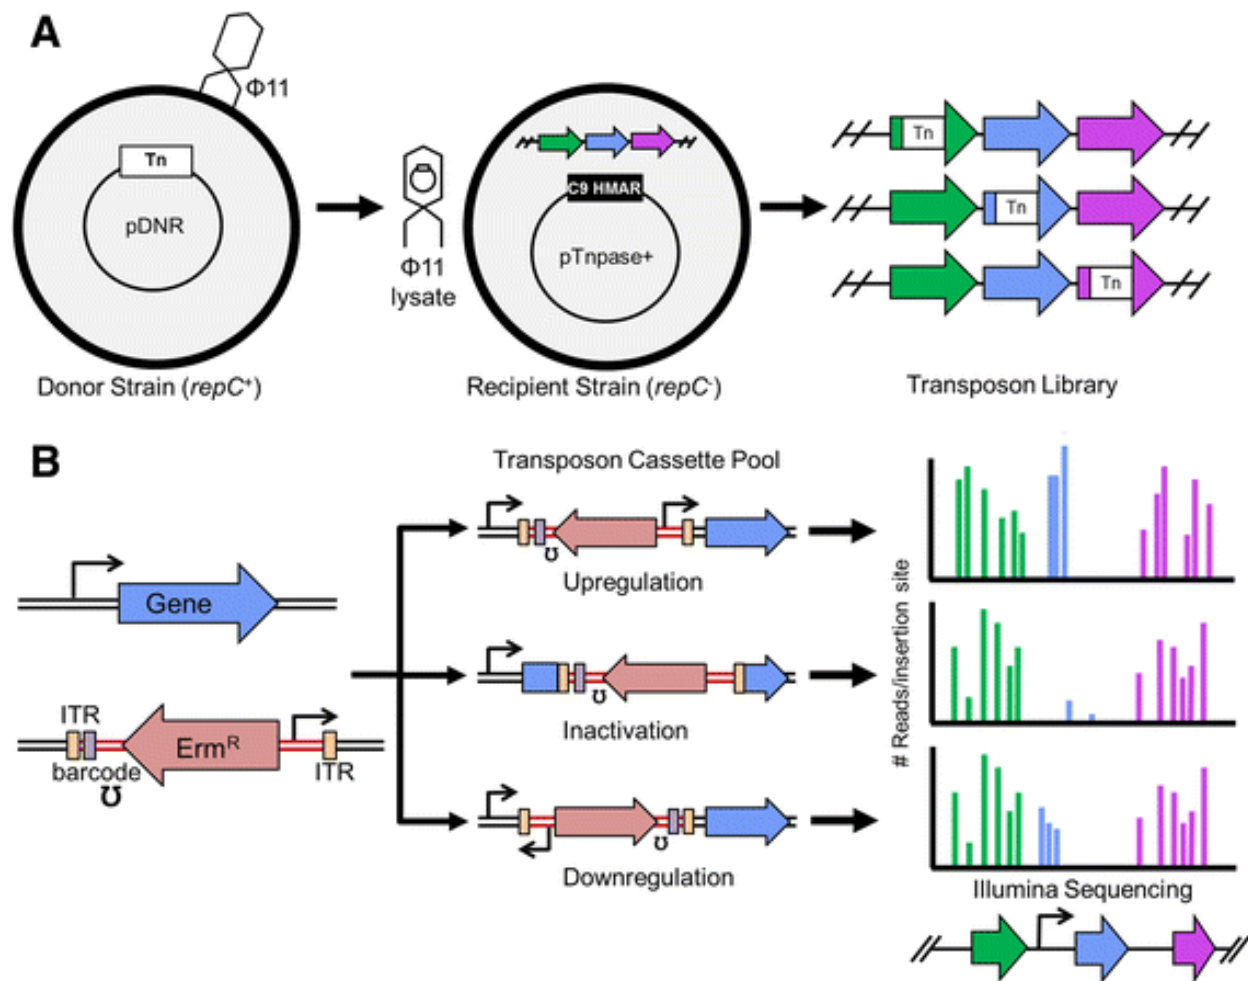 A
Φ11
Tn
pDNR
Donor Strain (repC+)
Φ11
lysate
C9 HMAR
pTnpase+
Recipient Strain (repC-)
Tn
Tn
Tn
Transposon Library
B
Gene
ITR
ErmR
barcode
ITR
Transposon Cassette Pool
Upregulation
Inactivation
Downregulation
# Reads/insertion site
Illumina Sequencing